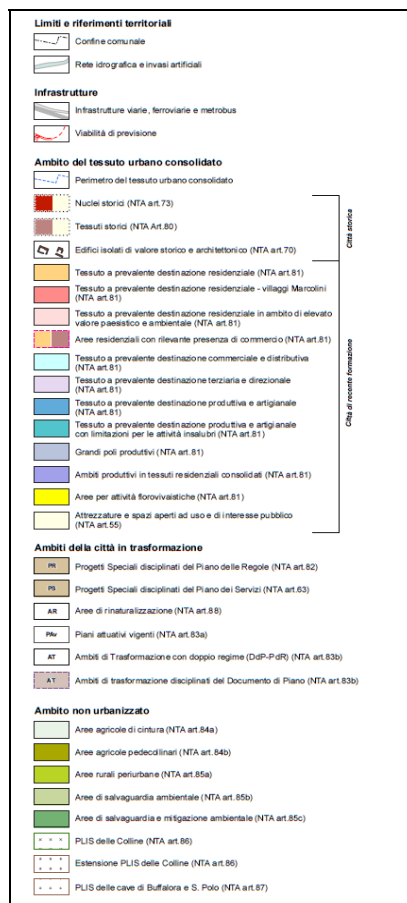 Limiti e riferimenti territoriali
Confine comunale
Rete idrografica e invasi artificiali
Infrastrutture
Infrastrutture viarie, ferroviarie e metrobus
Viabilità di previsione
Ambito del tessuto urbano consolidato
Perimetro del tessuto urbano consolidato
Nuclei storici (NTA art.73)
Tessuti storici (NTA Art.80)
Edifici isolati di valore storico e architettonico (NTA art.70)
Città storica
Tessuto a prevalente destinazione residenziale (NTA art.81)
Tessuto a prevalente destinazione residenziale - villaggi Marcolini
(NTA art.81)
Tessuto a prevalente destinazione residenziale in ambito di elevato
valore paesistico e ambientale (NTA art.81)
Aree residenziali con rilevante presenza di commercio (NTA art.81)
Tessuto a prevalente destinazione commerciale e distributiva
(NTA art.81)
Tessuto a prevalente destinazione terziaria e direzionale
(NTA art.81)
Tessuto a prevalente destinazione produttiva e artigianale
(NTA art.81)
Tessuto a prevalente destinazione produttiva e artigianale
con limitazioni per le attività insalubri (NTA art.81)
Grandi poli produttivi (NTA art.81)
Ambiti produttivi in tessuti residenziali consolidati (NTA art.81)
Aree per attività florovivaistiche (NTA art.81)
Attrezzature e spazi aperti ad uso e di interesse pubblico
(NTA art.55)
Città di recente formazione
Ambiti della città in trasformazione
PR Progetti Speciali disciplinati del Piano delle Regole (NTA art.82)
PS Progetti Speciali disciplinati del Piano dei Servizi (NTA art.63)
AR Aree di rinaturalizzazione (NTA art.88)
PAv Piani attuativi vigenti (NTA art.83a)
AT Ambiti di Trasformazione con doppio regime (DdP-PdR) (NTA art.83b)
AT Ambiti di trasformazione disciplinati del Documento di Piano (NTA art.83b)
Ambito non urbanizzato
Aree agricole di cintura (NTA art.84a)
Aree agricole pedecollinari (NTA art.84b)
Aree rurali periurbane (NTA art.85a)
Aree di salvaguardia ambientale (NTA art.85b)
Aree di salvaguardia e mitigazione ambientale (NTA art.85c)
PLIS delle Colline (NTA art.86)
Estensione PLIS delle Colline (NTA art.86)
PLIS delle cave di Buffalora e S. Polo (NTA art.87)